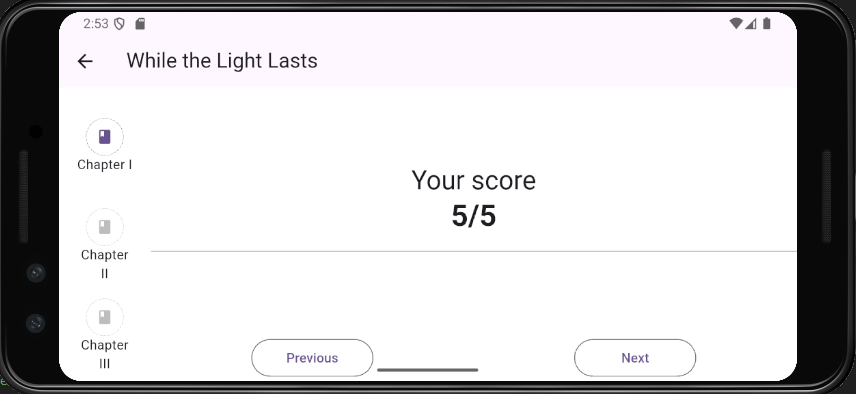 2:53
While the Light Lasts
Chapter I
Your score
5/5
Chapter
II
Chapter
III
Previous
Next